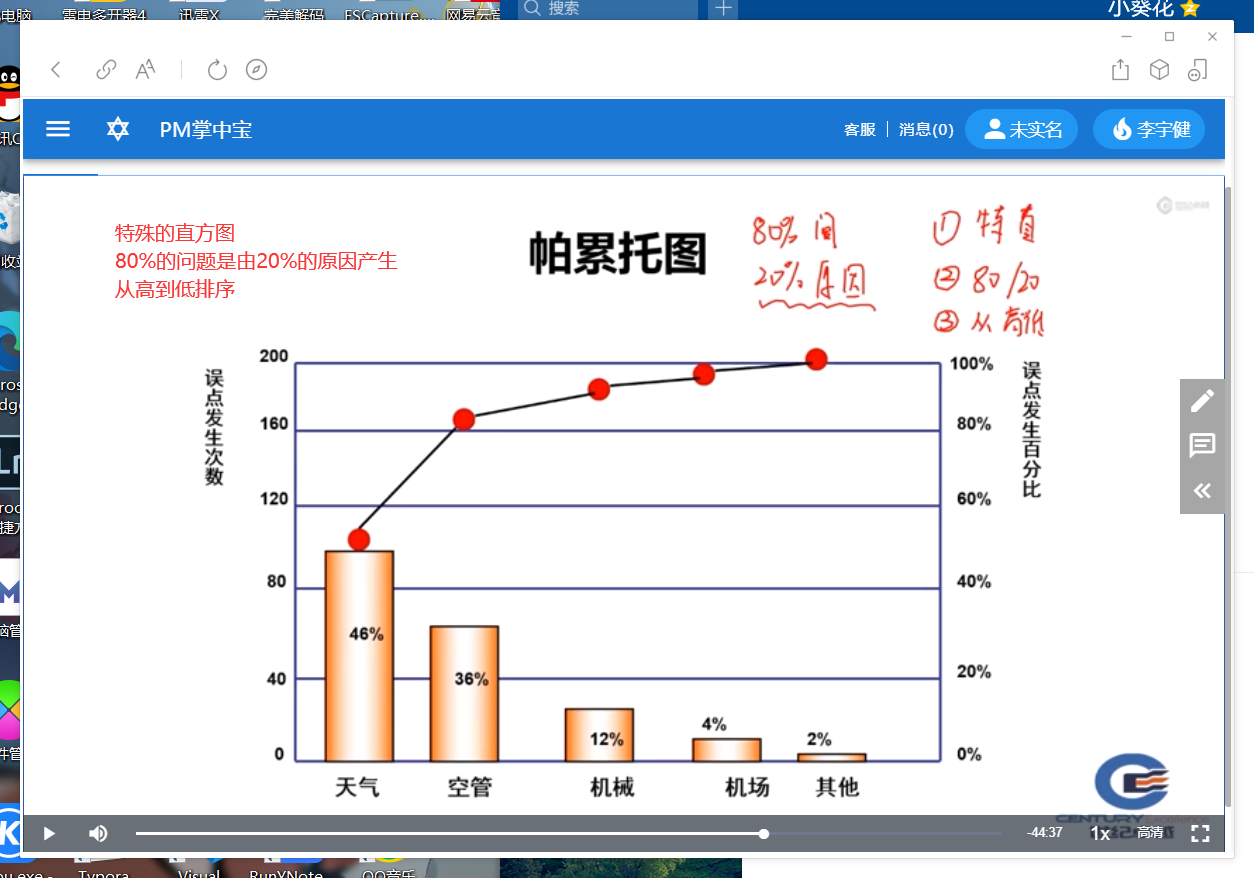 电脑 雷电多开器4 迅雷X 完美解码 FSCapture.... 网易云音
搜索
小葵花
PM掌中宝
客服 消息(0) 未实名 李宇健
特殊的直方图
80%的问题是由20%的原因产生
从高到低排序
帕累托图
80% 间
20% 原因
① 特直
② 80/20
③ 从高低
误点发生次数
误点发生百分比
200 100%
160 80%
120 60%
80 40%
40 20%
0 0%
46%
36%
12%
4%
2%
天气 空管 机械 机场 其他
CENTURY
-44:37 1x 高清
Typora Visual RunYNote QQ音乐